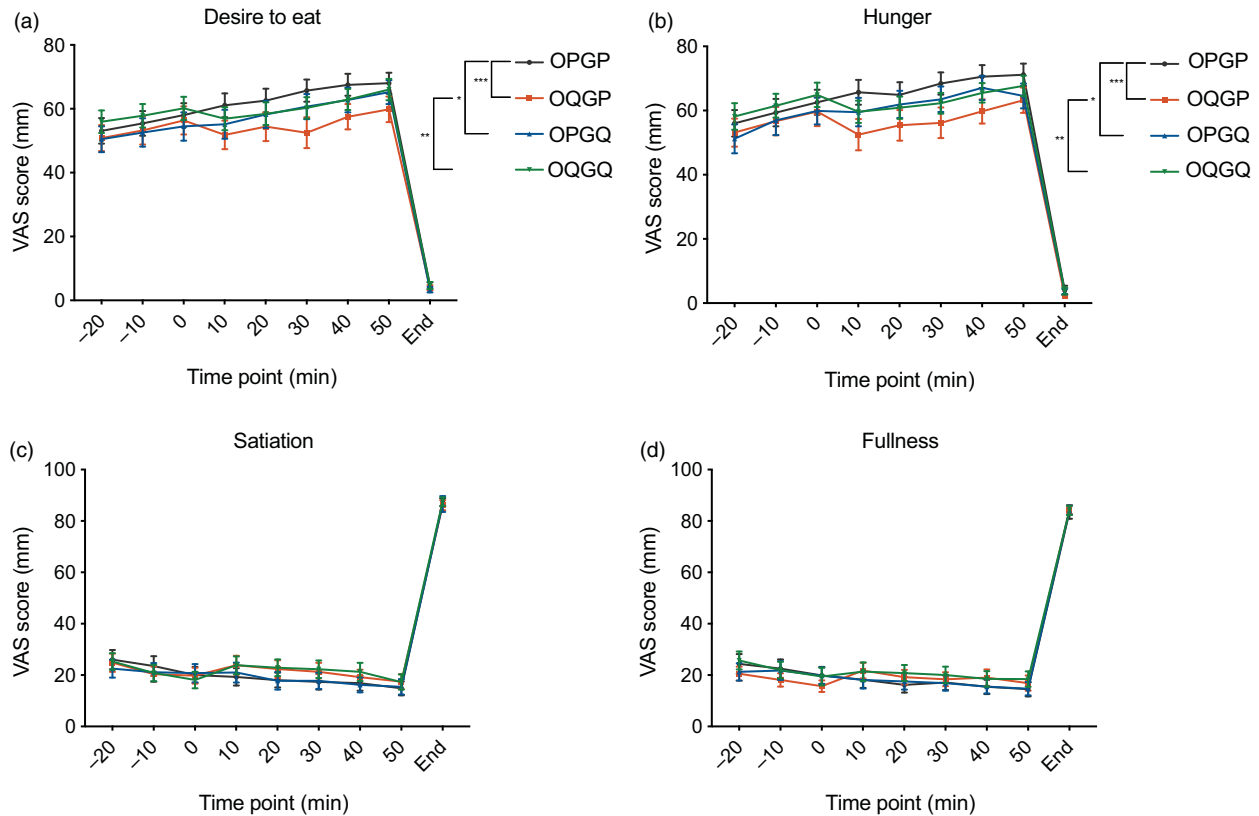 (a)
Desire to eat
80
60
40
20
0
VAS score (mm)
–20
–10
0
10
20
30
40
50
End
Time point (min)
**
*
***
OPGP
OQGP
OPGQ
OQGQ
(b)
Hunger
80
60
40
20
0
VAS score (mm)
–20
–10
0
10
20
30
40
50
End
Time point (min)
**
*
***
OPGP
OQGP
OPGQ
OQGQ
(c)
Satiation
100
80
60
40
20
0
VAS score (mm)
–20
–10
0
10
20
30
40
50
End
Time point (min)
(d)
Fullness
100
80
60
40
20
0
VAS score (mm)
–20
–10
0
10
20
30
40
50
End
Time point (min)